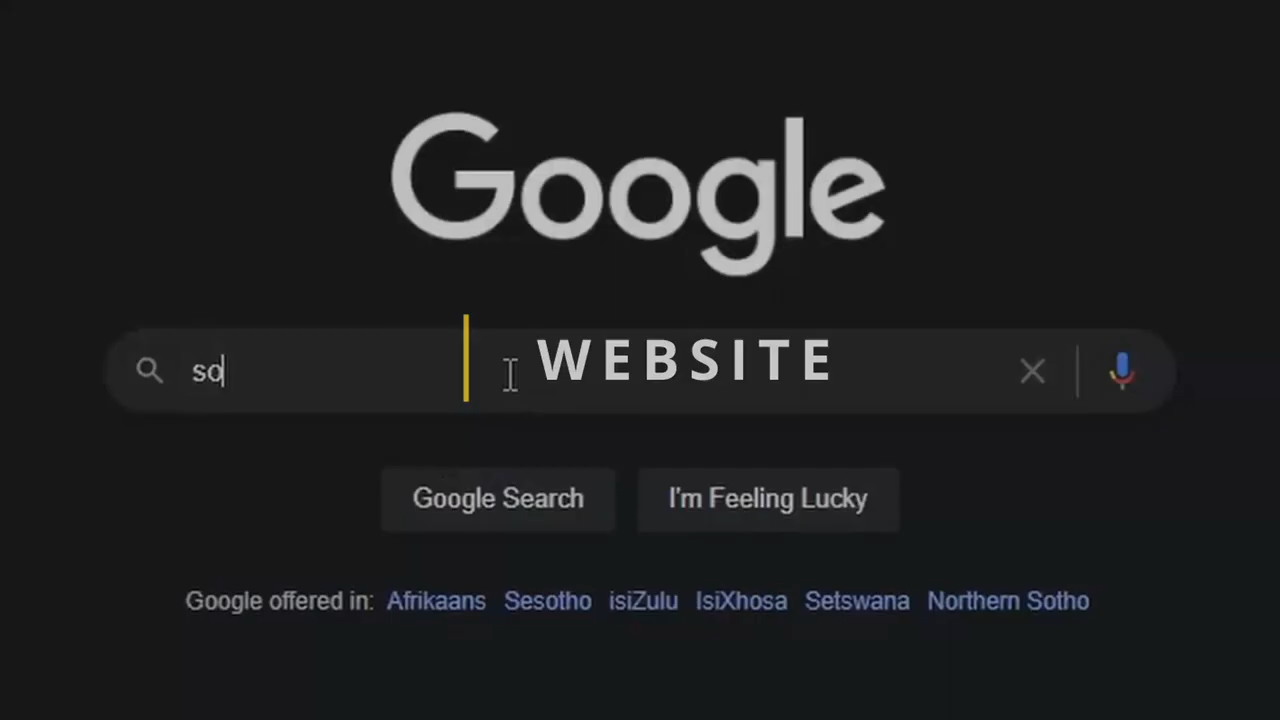 Google
so
WEBSITE
Google Search I'm Feeling Lucky
Google offered in: Afrikaans Sesotho isiZulu IsiXhosa Setswana Northern Sotho